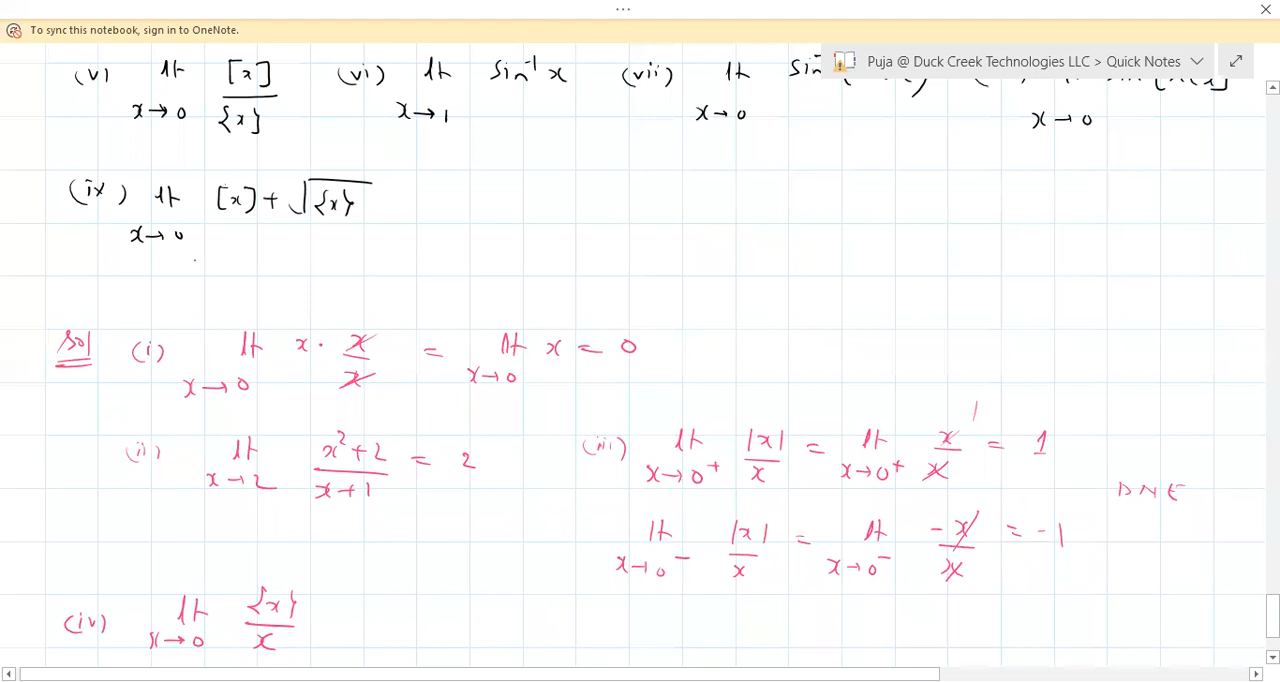 ...
To sync this notebook, sign in to OneNote.
Puja @ Duck Creek Technologies LLC > Quick Notes
(v) lt x→0 [x]/{x} (vi) lt x→1 sin⁻¹ x (vii) lt x→0
x→0
(ix) lt x→0 [x] + √{x}
Sol (i) lt x→0 x · x/x = lt x→0 x = 0
(ii) lt x→2 (x²+2)/(x+1) = 2 (iii) lt x→0⁺ |x|/x = lt x→0⁺ x/x = 1
1
DNE
lt x→0⁻ |x|/x = lt x→0⁻ -x/x = -1
(iv) lt x→0 {x}/x